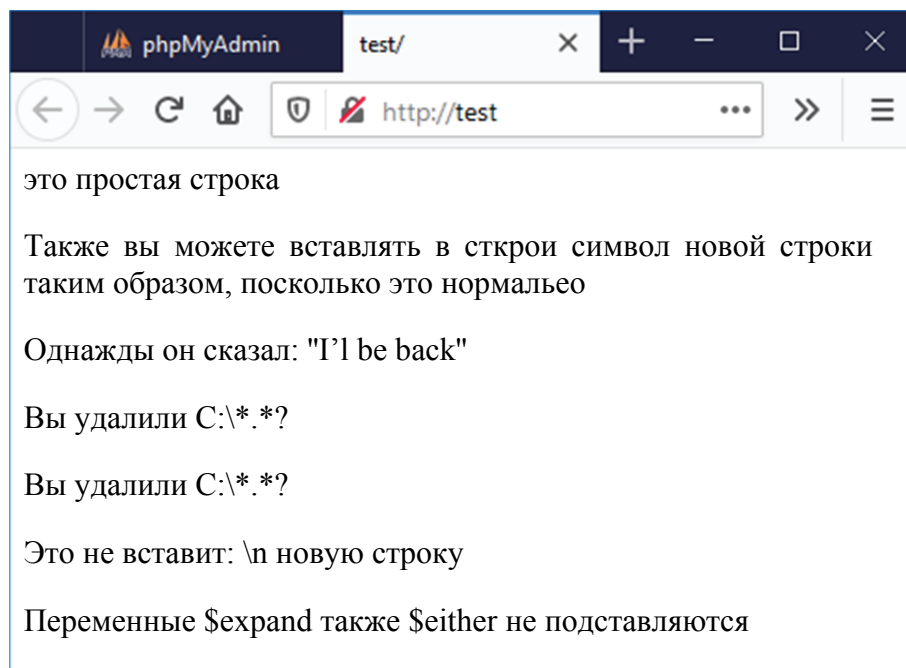 phpMyAdmin test/
http://test
это простая строка
Также вы можете вставлять в сткрои символ новой строки
таким образом, посколько это нормальео
Однажды он сказал: "I’l be back"
Вы удалили C:\*.*?
Вы удалили C:\*.*?
Это не вставит: \n новую строку
Переменные $expand также $either не подставляются